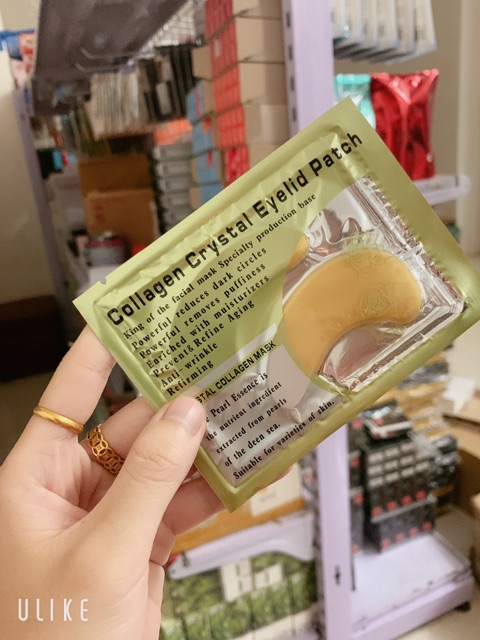 Collagen Crystal Eyelid Patch
King of the facial mask Specialty production base
Powerful reduces dark circles
Powerful removes puffiness
Enriched with moisturizers
Prevent&Refine Aging
Anti-wrinkle
Refirming
STAL COLLAGEN MASK
Pearl Essence is
the nutrient ingredient
extracted from pearls
of the deen sea.
Suitable for varieties of skin.
ULIKE